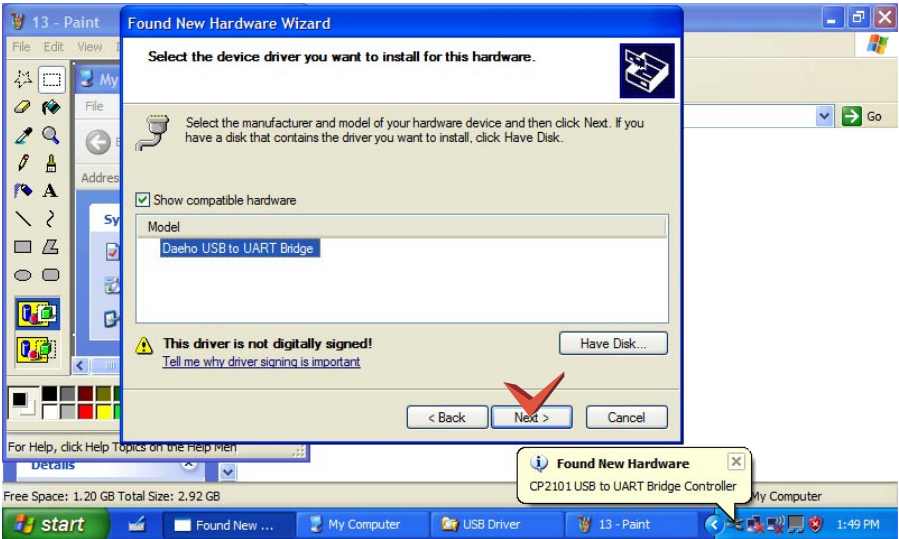 13 - Paint
File Edit View
My
File
Addres
Sy
Found New Hardware Wizard
Select the device driver you want to install for this hardware.
Select the manufacturer and model of your hardware device and then click Next. If you
have a disk that contains the driver you want to install, click Have Disk.
Show compatible hardware
Model
Daeho USB to UART Bridge
This driver is not digitally signed!
Tell me why driver signing is important
Have Disk...
< Back
Next >
Cancel
Go
For Help, click Help Topics on the Help Men
Details
Found New Hardware
CP2101 USB to UART Bridge Controller
Free Space: 1.20 GB Total Size: 2.92 GB
My Computer
start
Found New ...
My Computer
USB Driver
13 - Paint
1:49 PM